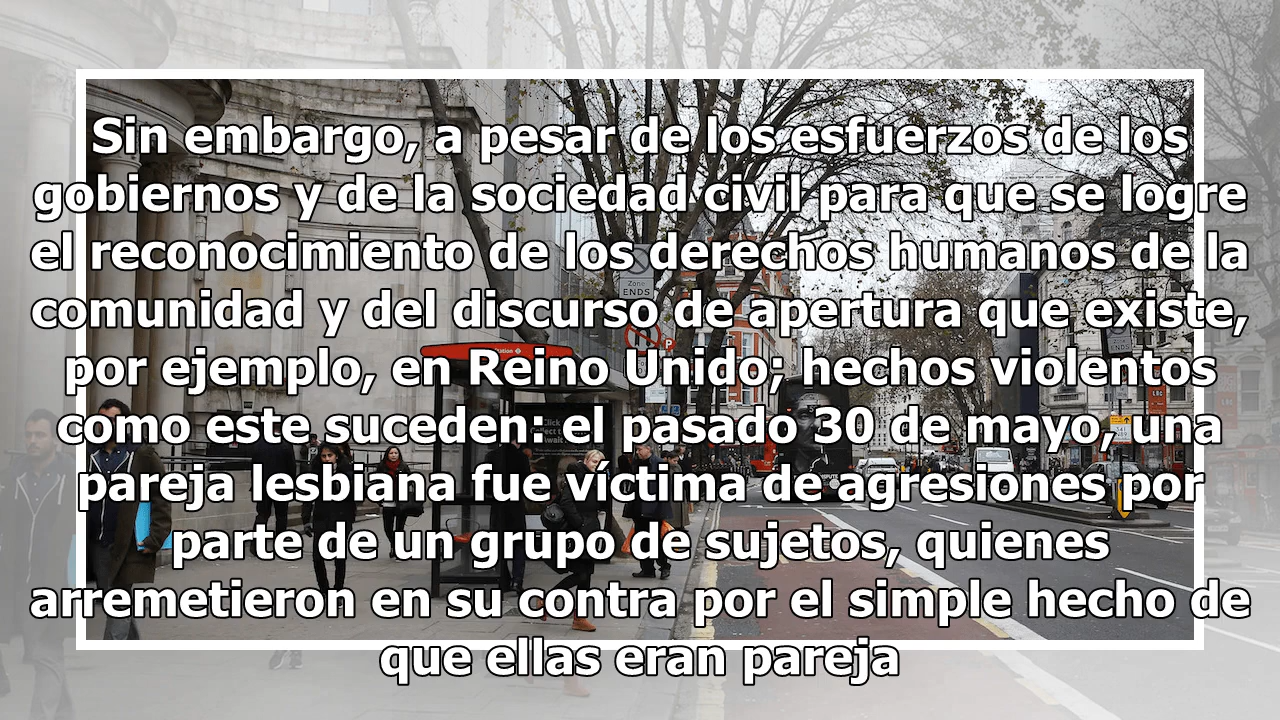 Sin embargo, a pesar de los esfuerzos de los
gobiernos y de la sociedad civil para que se logre
el reconocimiento de los derechos humanos de la
comunidad y del discurso de apertura que existe,
por ejemplo, en Reino Unido; hechos violentos
como este suceden: el pasado 30 de mayo, una
pareja lesbiana fue víctima de agresiones por
parte de un grupo de sujetos, quienes
arremetieron en su contra por el simple hecho de
que ellas eran pareja
Zone
ENDS